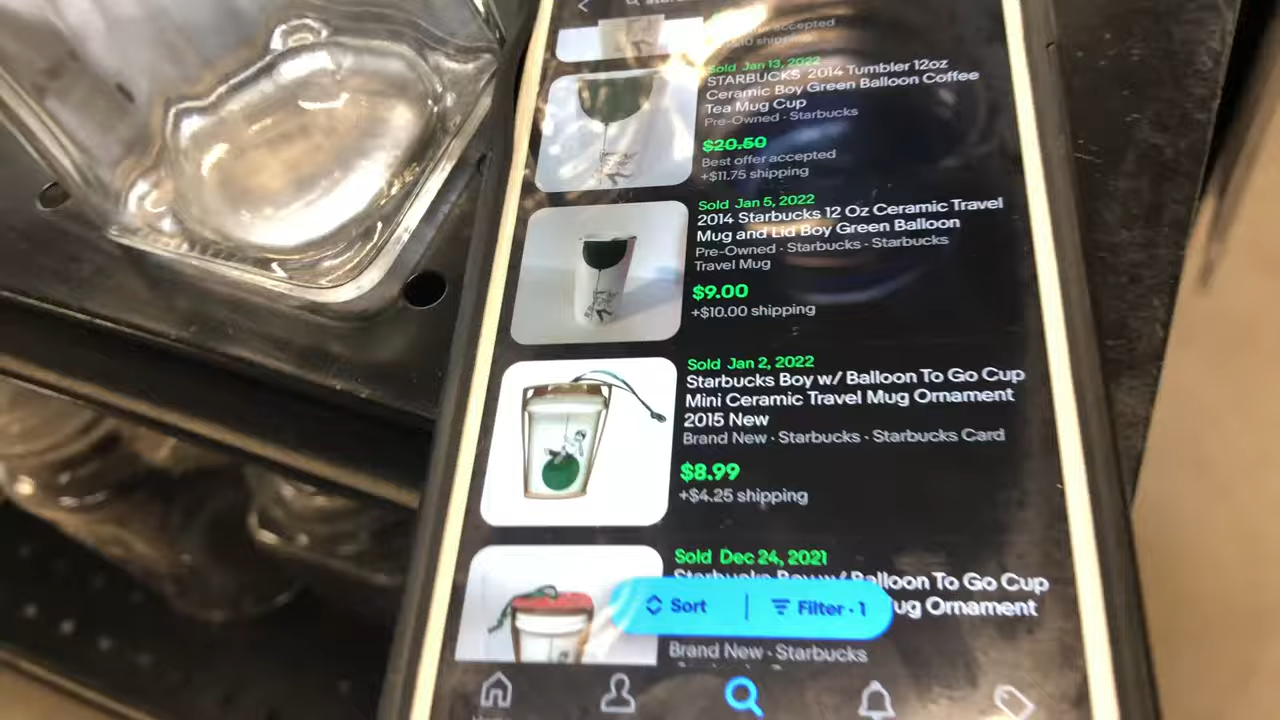 accepted
shipping
Sold Jan 13, 2022
STARBUCKS 2014 Tumbler 12oz
Ceramic Boy Green Balloon Coffee
Tea Mug Cup
Pre-Owned · Starbucks
$20.50
Best offer accepted
+$11.75 shipping
Sold Jan 5, 2022
2014 Starbucks 12 Oz Ceramic Travel
Mug and Lid Boy Green Balloon
Pre-Owned · Starbucks · Starbucks
Travel Mug
$9.00
+$10.00 shipping
Sold Jan 2, 2022
Starbucks Boy w/ Balloon To Go Cup
Mini Ceramic Travel Mug Ornament
2015 New
Brand New · Starbucks · Starbucks Card
$8.99
+$4.25 shipping
Sold Dec 24, 2021
Starbucks Boy w/ Balloon To Go Cup
ug Ornament
Sort
Filter · 1
Brand New · Starbucks